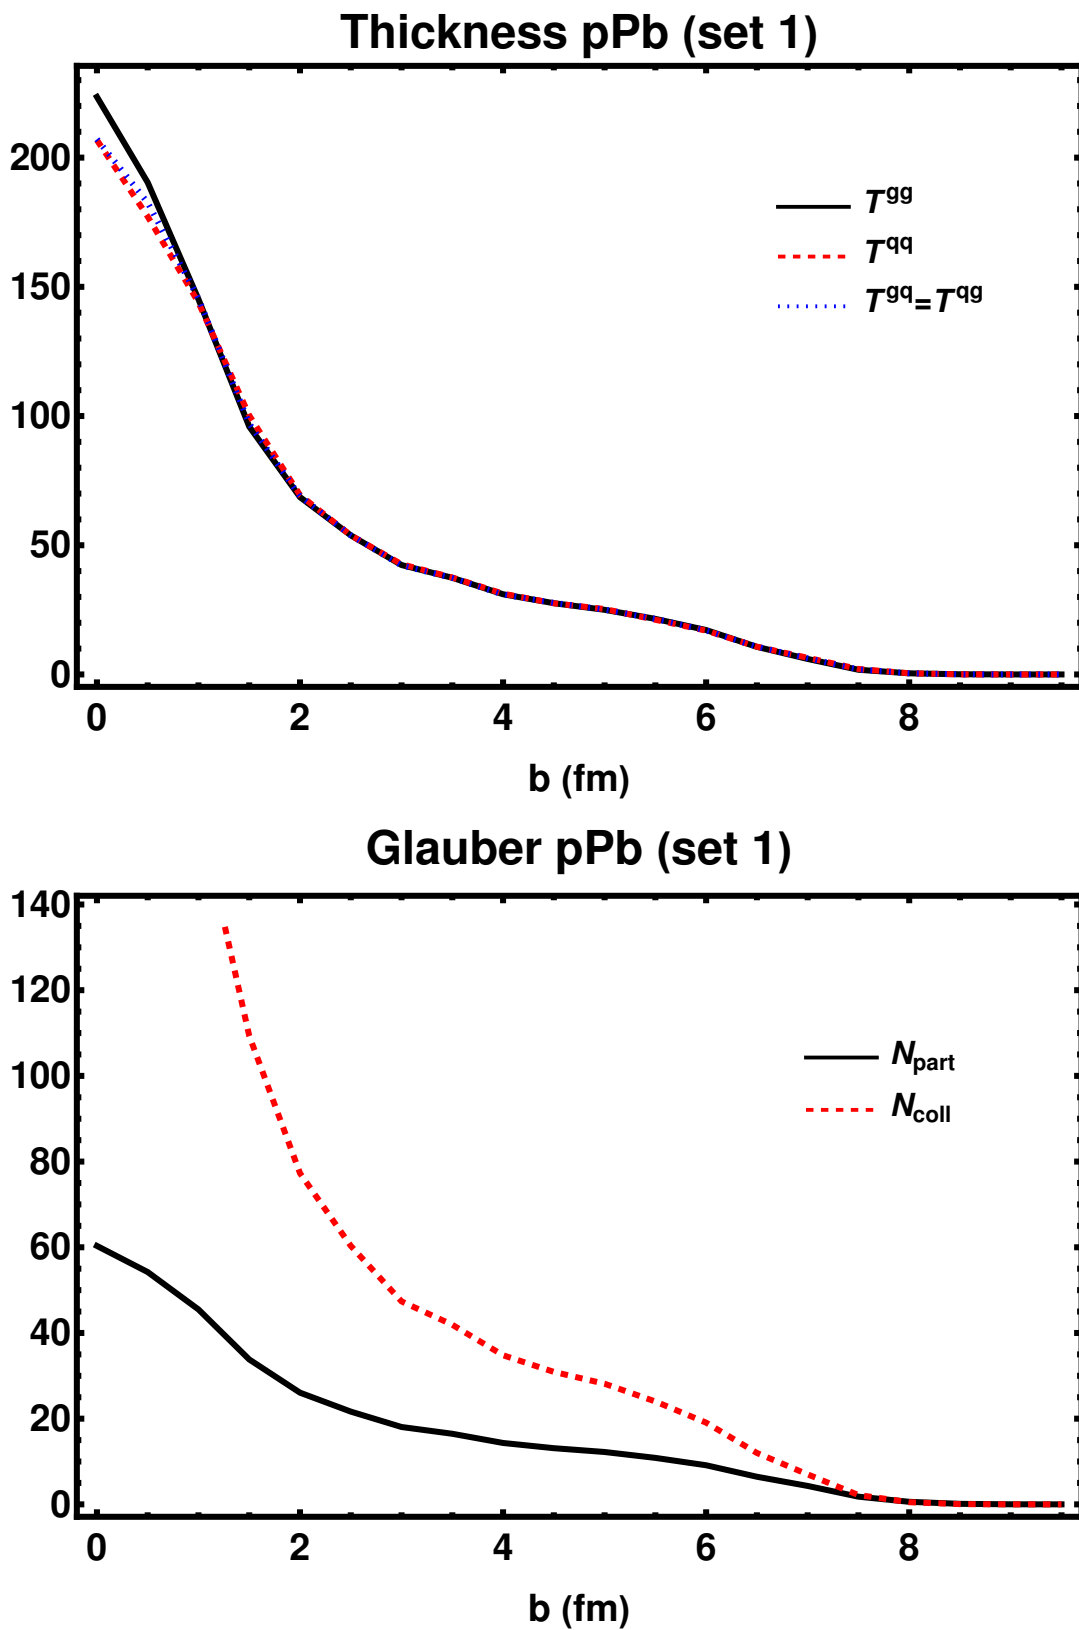 Thickness pPb (set 1)
200
150
100
50
0
T^gg
T^qq
T^gq=T^qg
0 2 4 6 8
b (fm)
Glauber pPb (set 1)
140
120
100
80
60
40
20
0
N_part
N_coll
0 2 4 6 8
b (fm)